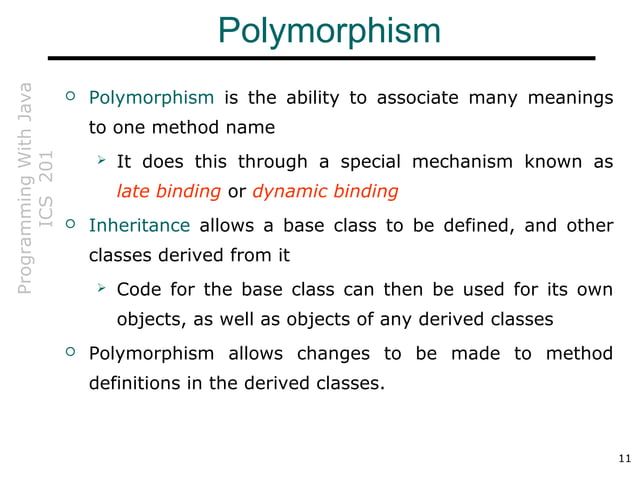 Polymorphism
Programming With Java
ICS 201
○ Polymorphism is the ability to associate many meanings
to one method name
➢ It does this through a special mechanism known as
late binding or dynamic binding
○ Inheritance allows a base class to be defined, and other
classes derived from it
➢ Code for the base class can then be used for its own
objects, as well as objects of any derived classes
○ Polymorphism allows changes to be made to method
definitions in the derived classes.
11